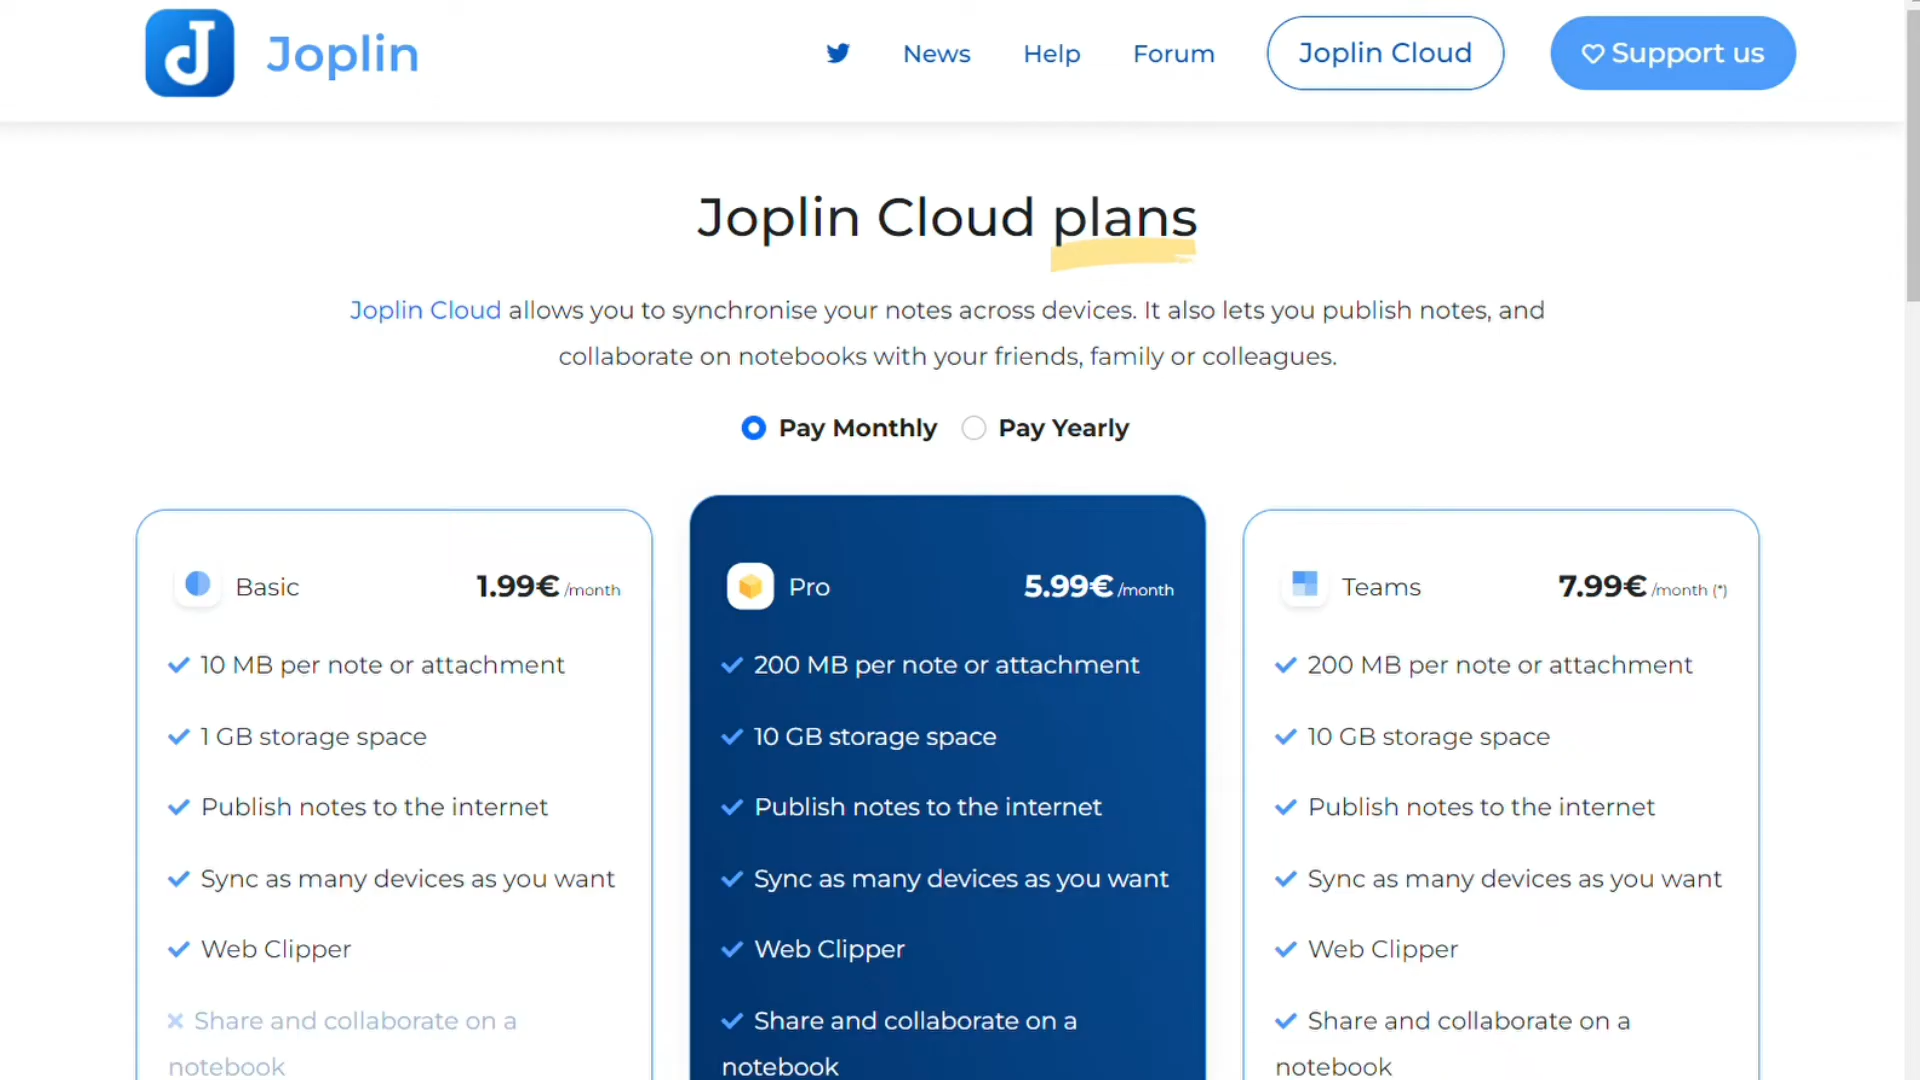 Joplin
News
Help
Forum
Joplin Cloud
Support us
Joplin Cloud plans
Joplin Cloud allows you to synchronise your notes across devices. It also lets you publish notes, and
collaborate on notebooks with your friends, family or colleagues.
Pay Monthly
Pay Yearly
Basic
1.99€ /month
10 MB per note or attachment
1 GB storage space
Publish notes to the internet
Sync as many devices as you want
Web Clipper
Share and collaborate on a
notebook
Pro
5.99€ /month
200 MB per note or attachment
10 GB storage space
Publish notes to the internet
Sync as many devices as you want
Web Clipper
Share and collaborate on a
notebook
Teams
7.99€ /month (*)
200 MB per note or attachment
10 GB storage space
Publish notes to the internet
Sync as many devices as you want
Web Clipper
Share and collaborate on a
notebook